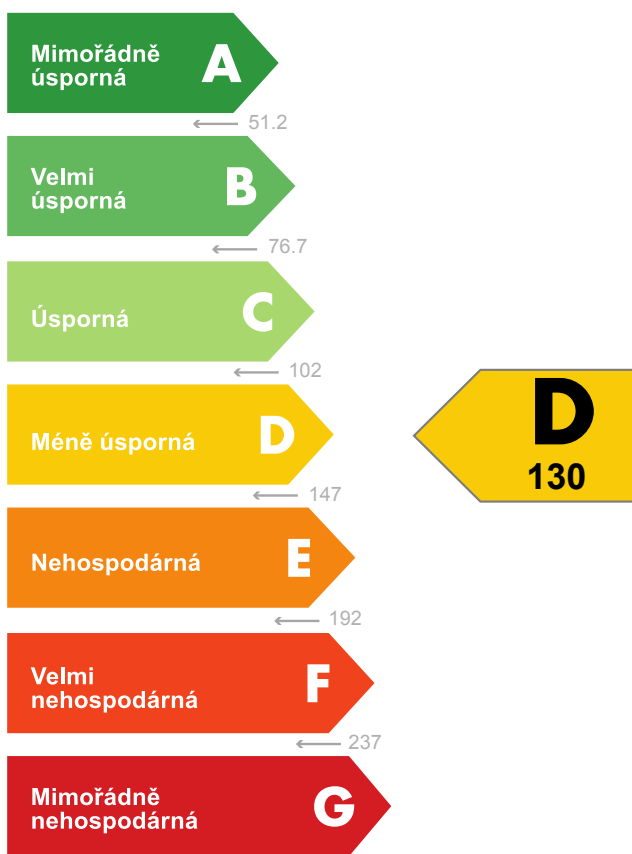 Mimořádně
úsporná
A
← 51.2
Velmi
úsporná
B
← 76.7
Úsporná
C
← 102
Méně úsporná
D
D
130
← 147
Nehospodárná
E
← 192
Velmi
nehospodárná
F
← 237
Mimořádně
nehospodárná
G